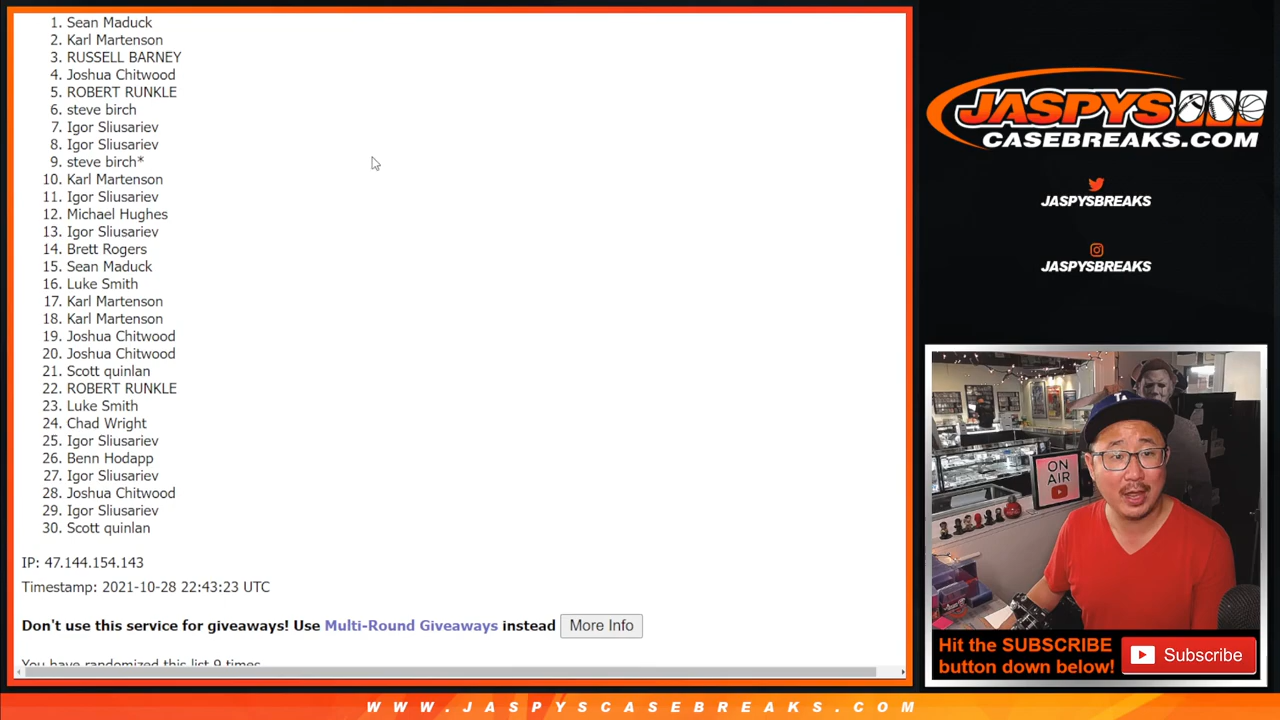 1. Sean Maduck
2. Karl Martenson
3. RUSSELL BARNEY
4. Joshua Chitwood
5. ROBERT RUNKLE
6. steve birch
7. Igor Sliusariev
8. Igor Sliusariev
9. steve birch*
10. Karl Martenson
11. Igor Sliusariev
12. Michael Hughes
13. Igor Sliusariev
14. Brett Rogers
15. Sean Maduck
16. Luke Smith
17. Karl Martenson
18. Karl Martenson
19. Joshua Chitwood
20. Joshua Chitwood
21. Scott quinlan
22. ROBERT RUNKLE
23. Luke Smith
24. Chad Wright
25. Igor Sliusariev
26. Benn Hodapp
27. Igor Sliusariev
28. Joshua Chitwood
29. Igor Sliusariev
30. Scott quinlan
IP: 47.144.154.143
Timestamp: 2021-10-28 22:43:23 UTC
Don't use this service for giveaways! Use Multi-Round Giveaways instead More Info
You have randomized this list 9 times
JASPYS
CASEBREAKS.COM
JASPYSBREAKS
JASPYSBREAKS
ON
AIR
Hit the SUBSCRIBE
button down below!
Subscribe
WWW.JASPYSCASEBREAKS.COM